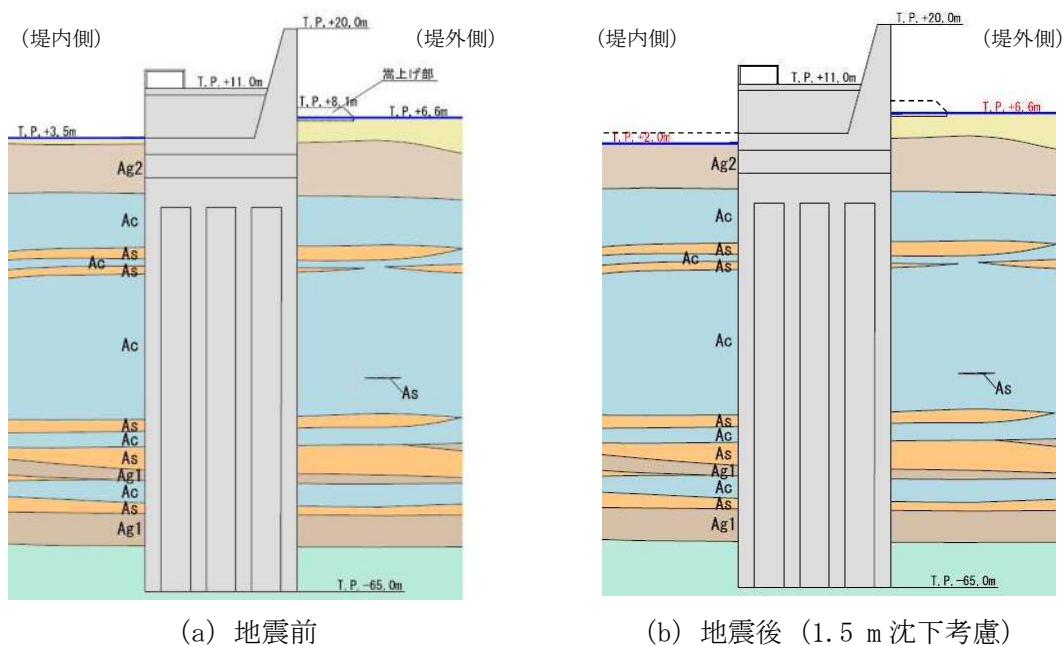 T.P.+20.0m
(堤内側)
(堤外側)
嵩上げ部
T.P.+11.0m
T.P.+8.1m
T.P.+6.6m
T.P.+3.5m
Ag2
Ac
As
Ac
As
Ac
As
As
Ac
As
Ag1
Ac
As
Ag1
T.P.-65.0m
(a) 地震前
T.P.+20.0m
(堤内側)
(堤外側)
T.P.+11.0m
T.P.+6.6m
T.P.+2.0m
Ag2
Ac
As
Ac
As
Ac
As
As
Ac
As
Ag1
Ac
As
Ag1
T.P.-65.0m
(b) 地震後 (1.5 m 沈下考慮)